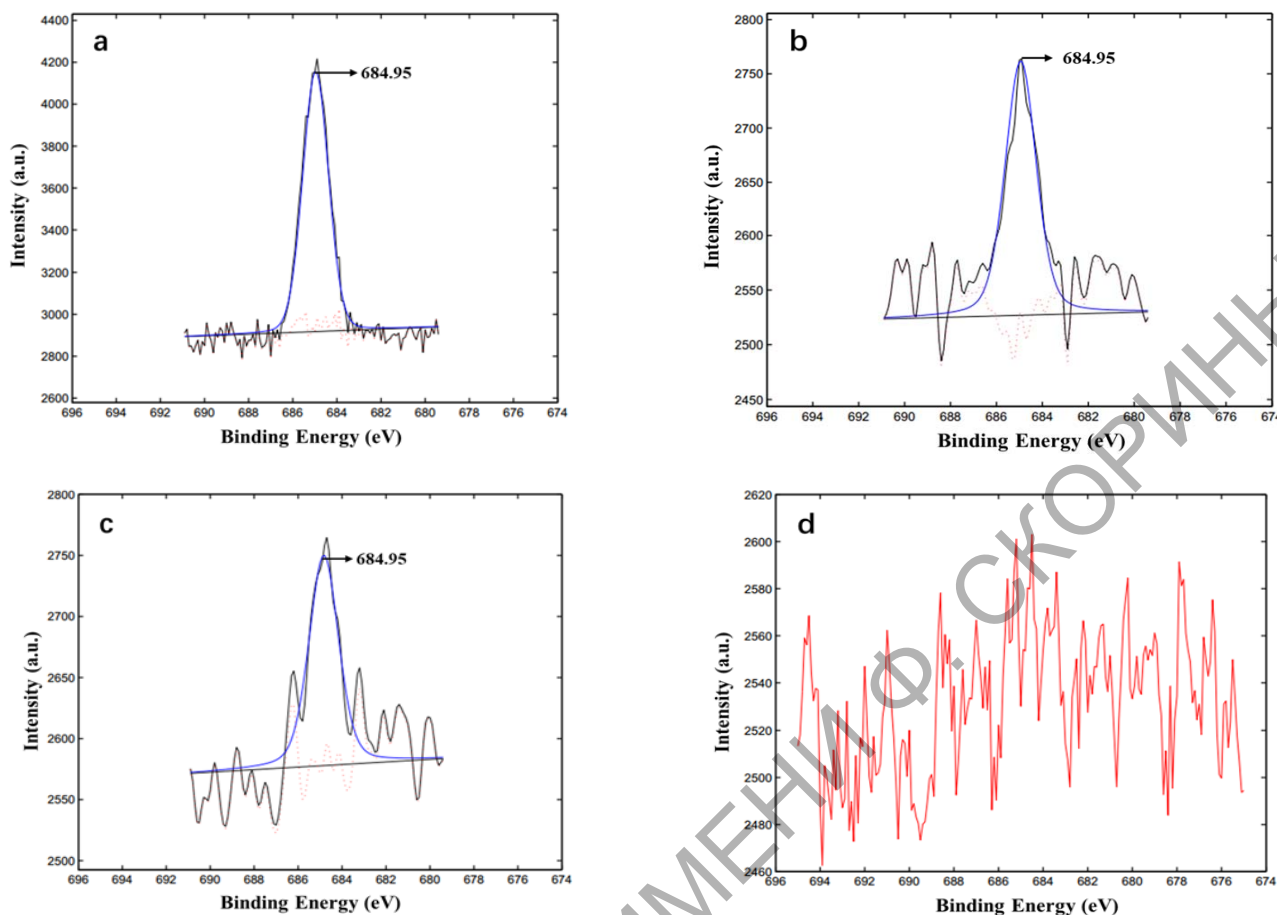 a
684.95
4400
4200
4000
3800
3600
3400
3200
3000
2800
2600
696 694 692 690 688 686 684 682 680 678 676 674
Intensity (a.u.)
Binding Energy (eV)
b
684.95
2800
2750
2700
2650
2600
2550
2500
2450
696 694 692 690 688 686 684 682 680 678 676 674
Intensity (a.u.)
Binding Energy (eV)
c
684.95
2800
2750
2700
2650
2600
2550
2500
696 694 692 690 688 686 684 682 680 678 676 674
Intensity (a.u.)
Binding Energy (eV)
d
2620
2600
2580
2560
2540
2520
2500
2480
2460
696 694 692 690 688 686 684 682 680 678 676 674
Intensity (a.u.)
Binding Energy (eV)
ИМЕНИ Ф. СКОРИНЫ